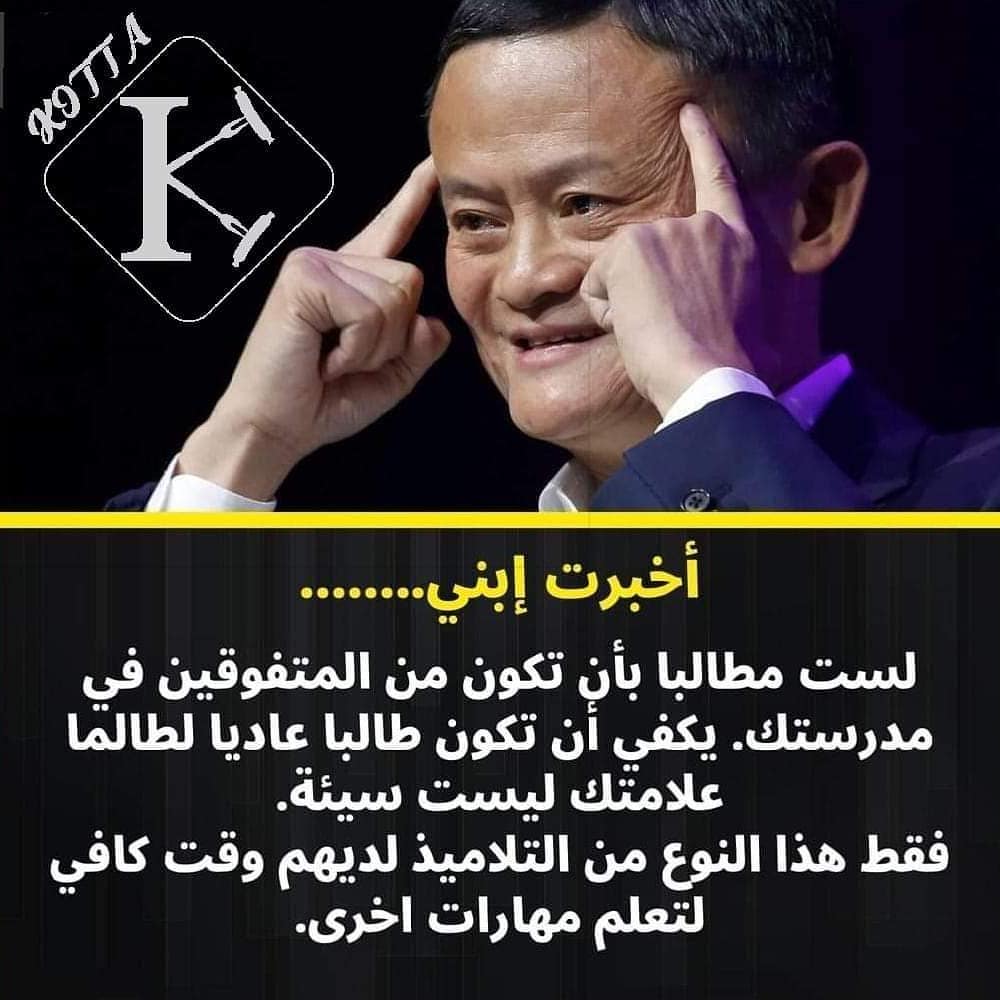 KOTTA
K
أخبرت إبني........
لست مطالبا بأن تكون من المتفوقين في
مدرستك. يكفي أن تكون طالبا عاديا لطالما
علامتك ليست سيئة.
فقط هذا النوع من التلاميذ لديهم وقت كافي
لتعلم مهارات اخرى.